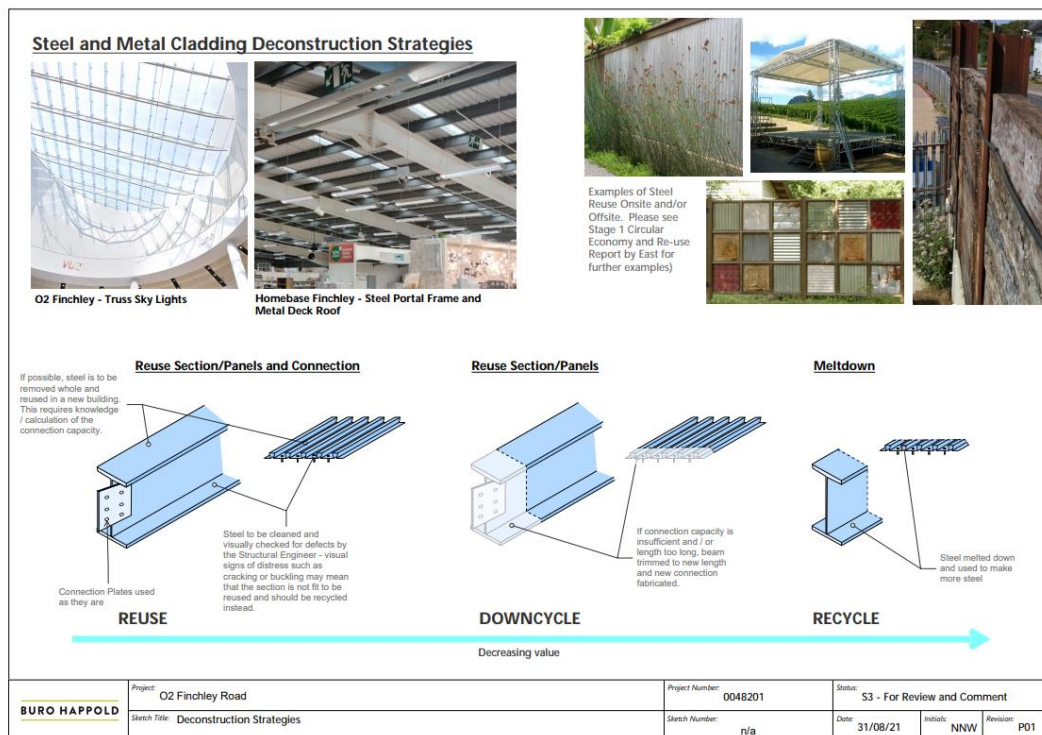 Steel and Metal Cladding Deconstruction Strategies
O2 Finchley - Truss Sky Lights
Homebase Finchley - Steel Portal Frame and
Metal Deck Roof
Examples of Steel
Reuse Onsite and/or
Offsite. Please see
Stage 1 Circular
Economy and Re-use
Report by East for
further examples)
Reuse Section/Panels and Connection
If possible, steel is to be
removed whole and
reused in a new building.
This requires knowledge
/ calculation of the
connection capacity.
Connection Plates used
as they are
Steel to be cleaned and
visually checked for defects by
the Structural Engineer - visual
signs of distress such as
cracking or buckling may mean
that the section is not fit to be
reused and should be recycled
instead.
REUSE
Reuse Section/Panels
If connection capacity is
insufficient and / or
length too long, beam
trimmed to new length
and new connection
fabricated.
DOWNCYCLE
Meltdown
Steel melted down
and used to make
more steel
RECYCLE
Decreasing value
BURO HAPPOLD
Project: O2 Finchley Road
Project Number: 0048201
Status: S3 - For Review and Comment
Sketch Title: Deconstruction Strategies
Sketch Number: n/a
Date: 31/08/21
Initials: NNW
Revision: P01